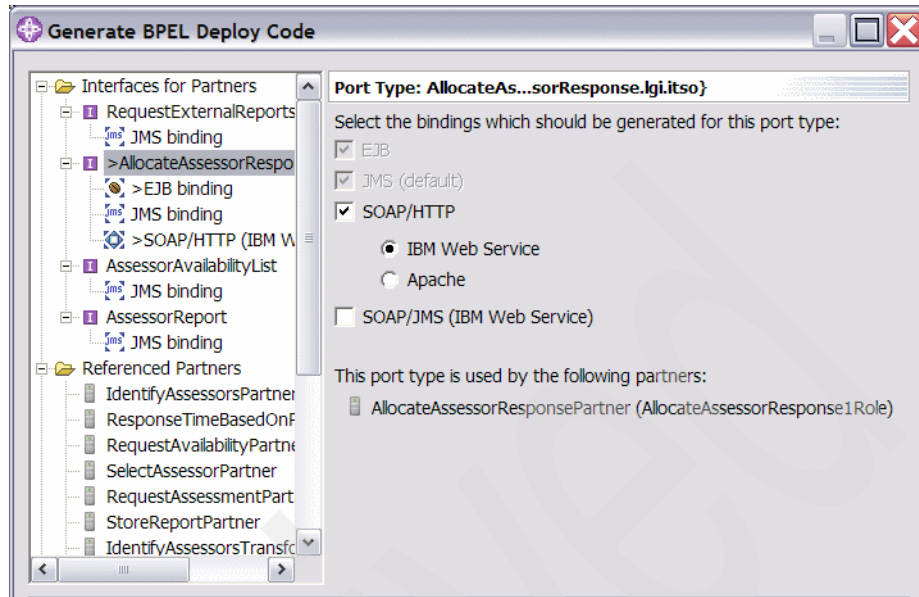 Generate BPEL Deploy Code
Interfaces for Partners
RequestExternalReports
JMS binding
>AllocateAssessorRespo
>EJB binding
JMS binding
>SOAP/HTTP (IBM W
AssessorAvailabilityList
JMS binding
AssessorReport
JMS binding
Referenced Partners
IdentifyAssessorsPartner
ResponseTimeBasedOnP
RequestAvailabilityPartne
SelectAssessorPartner
RequestAssessmentPart
StoreReportPartner
IdentifyAssessorsTransfo
Port Type: AllocateAs...sorResponse.lgi.itso}
Select the bindings which should be generated for this port type:
EJB
JMS (default)
SOAP/HTTP
IBM Web Service
Apache
SOAP/JMS (IBM Web Service)
This port type is used by the following partners:
AllocateAssessorResponsePartner (AllocateAssessorResponse1Role)